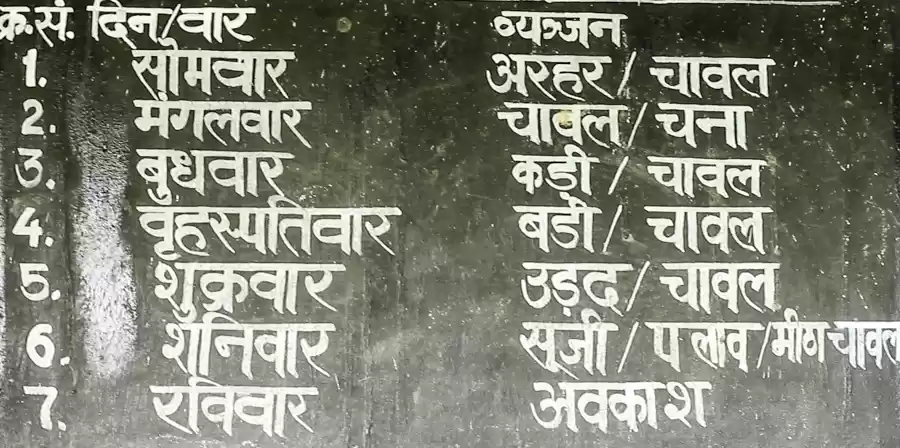 क्र.सं. दिन/वार व्यञ्जन
1. सोमवार अरहर / चावल
2. मंगलवार चावल / चना
3. बुधवार कड़ी / चावल
4. वृहस्पतिवार बडी / चावल
5. शुक्रवार उड़द / चावल
6. शनिवार सूजी / पलाव / मीठा चावल
7. रविवार अवकाश